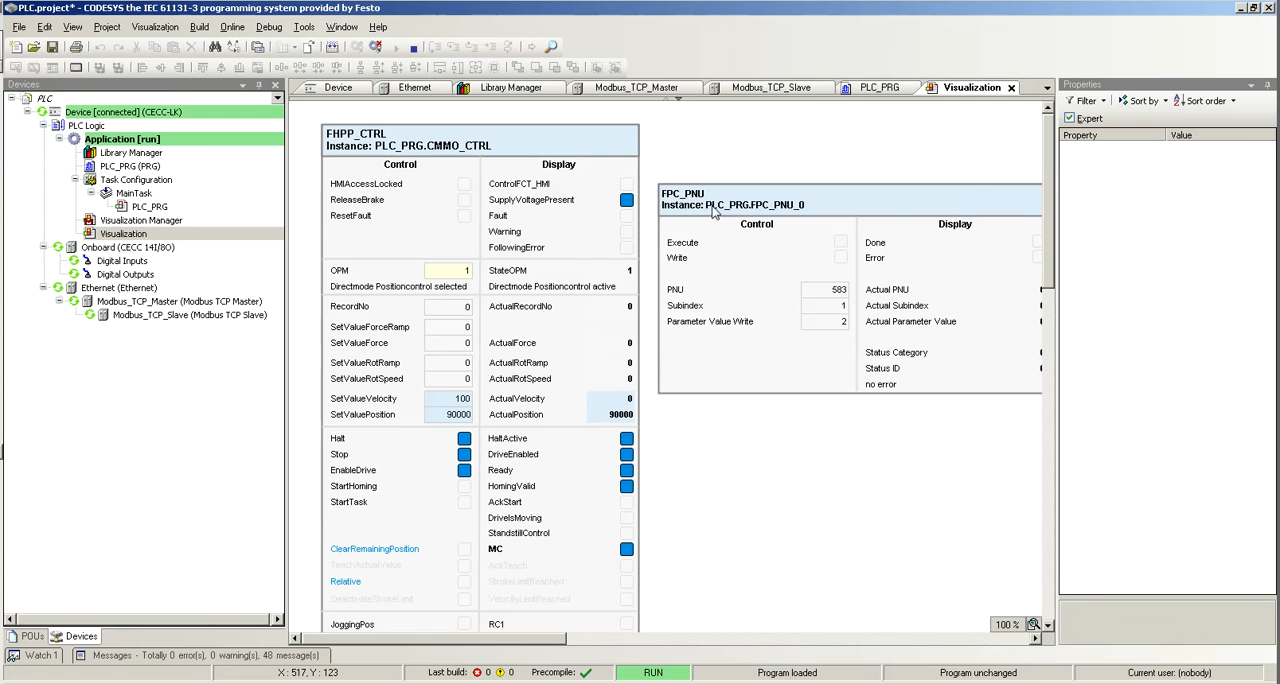 PLC.project* - CODESYS the IEC 61131-3 programming system provided by Festo
File Edit View Project Visualization Build Online Debug Tools Window Help
Devices
PLC
Device [connected] (CECC-LK)
PLC Logic
Application [run]
Library Manager
PLC_PRG (PRG)
Task Configuration
MainTask
PLC_PRG
Visualization Manager
Visualization
Onboard (CECC 14I/8O)
Digital Inputs
Digital Outputs
Ethernet (Ethernet)
Modbus_TCP_Master (Modbus TCP Master)
Modbus_TCP_Slave (Modbus TCP Slave)
POUs Devices
Device Ethernet Library Manager Modbus_TCP_Master Modbus_TCP_Slave PLC_PRG Visualization
FHPP_CTRL
Instance: PLC_PRG.CMMO_CTRL
Control Display
HMIAccessLocked ControlFCT_HMI
ReleaseBrake SupplyVoltagePresent
ResetFault Fault
Warning
FollowingError
OPM 1 StateOPM 1
Directmode Positioncontrol selected Directmode Positioncontrol active
RecordNo 0 ActualRecordNo 0
SetValueForceRamp 0
SetValueForce 0 ActualForce 0
SetValueRotRamp 0 ActualRotRamp 0
SetValueRotSpeed 0 ActualRotSpeed 0
SetValueVelocity 100 ActualVelocity 0
SetValuePosition 90000 ActualPosition 90000
Halt HaltActive
Stop DriveEnabled
EnableDrive Ready
StartHoming HomingValid
StartTask AckStart
DriveIsMoving
StandstillControl
ClearRemainingPosition MC
TeachActualValue AckTeach
Relative StrokeLimitReached
DeactivateStrokeLimit VelocityLimitReached
JoggingPos RC1
FPC_PNU
Instance: PLC_PRG.FPC_PNU_0
Control Display
Execute Done
Write Error
PNU 583 Actual PNU
Subindex 1 Actual Subindex
Parameter Value Write 2 Actual Parameter Value
Status Category
Status ID
no error
100 %
Properties
Filter Sort by Sort order
Expert
Property Value
Watch 1 Messages - Totally 0 error(s), 0 warning(s), 48 message(s)
X : 517, Y : 123 Last build: 0 0 Precompile: RUN Program loaded Program unchanged Current user: (nobody)